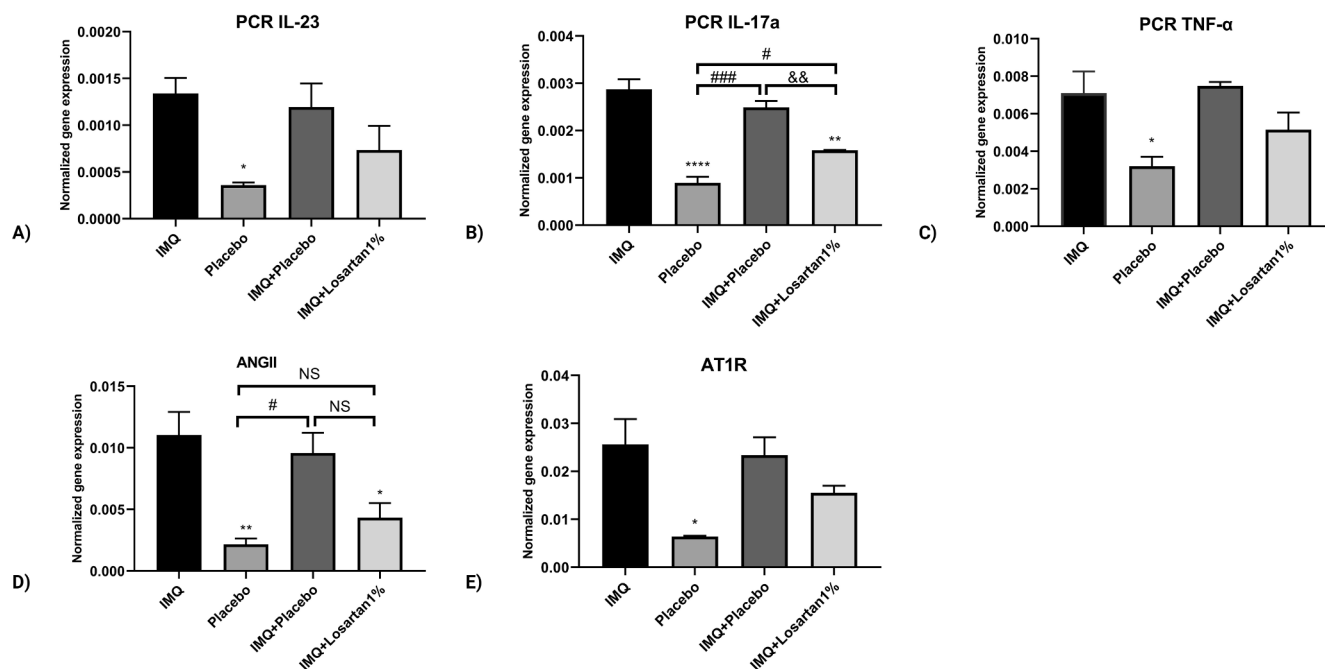 PCR IL-23
Normalized gene expression
0.0020
0.0015
0.0010
0.0005
0.0000
*
IMQ
Placebo
IMQ+Placebo
IMQ+Losartan1%
A)
PCR IL-17a
Normalized gene expression
0.004
0.003
0.002
0.001
0.000
#
###
&&
****
**
IMQ
Placebo
IMQ+Placebo
IMQ+Losartan1%
B)
PCR TNF-α
Normalized gene expression
0.010
0.008
0.006
0.004
0.002
0.000
*
IMQ
Placebo
IMQ+Placebo
IMQ+Losartan1%
C)
ANGII
Normalized gene expression
0.015
0.010
0.005
0.000
NS
#
NS
**
*
IMQ
Placebo
IMQ+Placebo
IMQ+Losartan1%
D)
AT1R
Normalized gene expression
0.04
0.03
0.02
0.01
0.00
*
IMQ
Placebo
IMQ+Placebo
IMQ+Losartan1%
E)